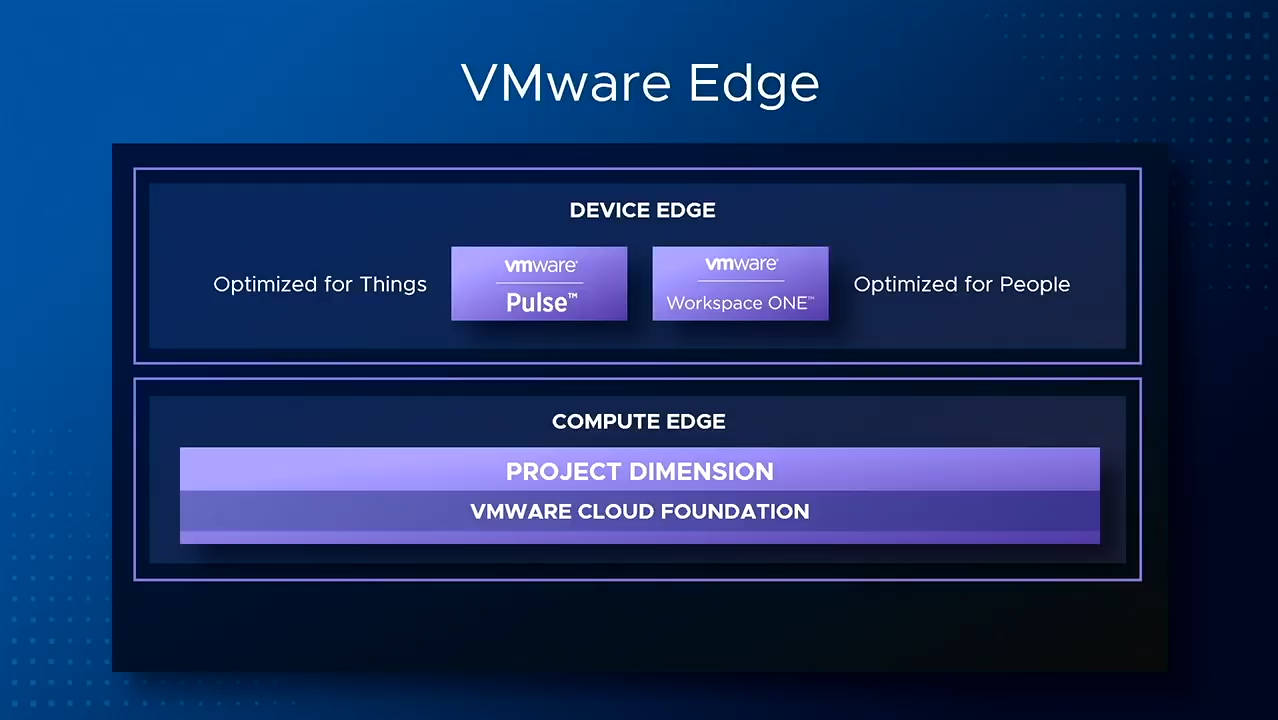 VMware Edge
DEVICE EDGE
Optimized for Things
vmware®
Pulse™
vmware®
Workspace ONE™
Optimized for People
COMPUTE EDGE
PROJECT DIMENSION
VMWARE CLOUD FOUNDATION